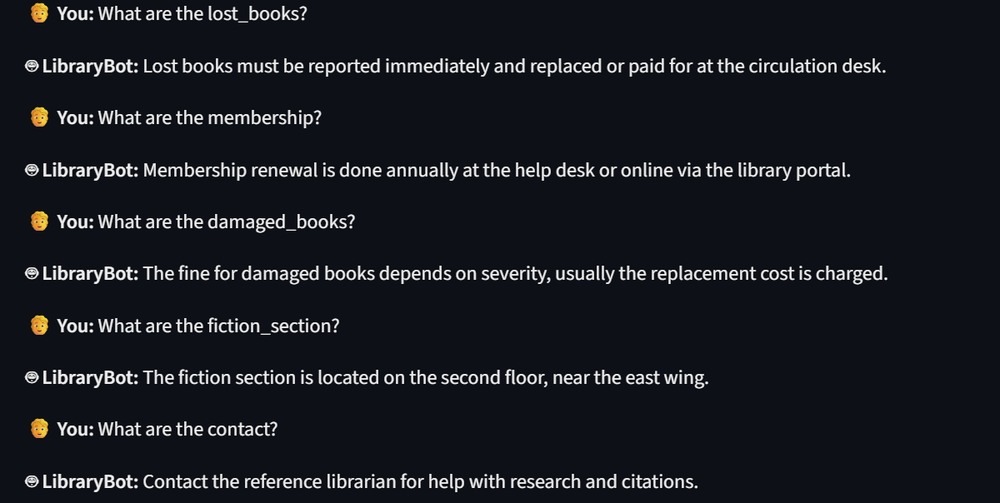 You: What are the lost_books?
LibraryBot: Lost books must be reported immediately and replaced or paid for at the circulation desk.
You: What are the membership?
LibraryBot: Membership renewal is done annually at the help desk or online via the library portal.
You: What are the damaged_books?
LibraryBot: The fine for damaged books depends on severity, usually the replacement cost is charged.
You: What are the fiction_section?
LibraryBot: The fiction section is located on the second floor, near the east wing.
You: What are the contact?
LibraryBot: Contact the reference librarian for help with research and citations.